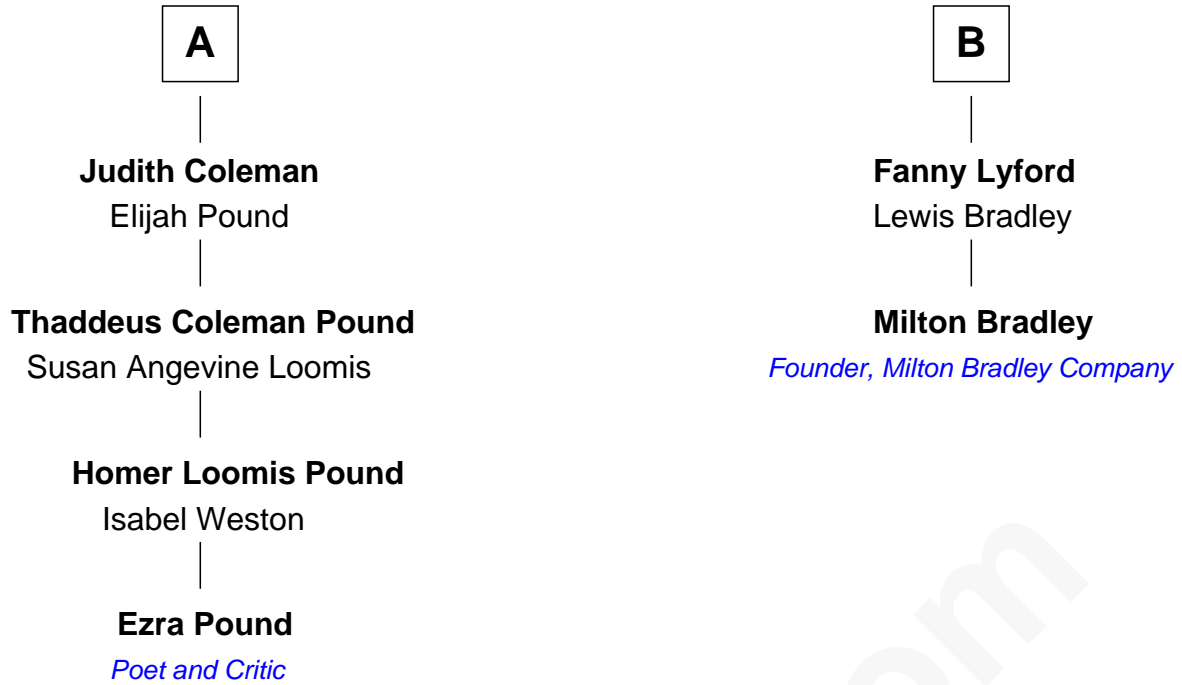 A
Judith Coleman
Elijah Pound
Thaddeus Coleman Pound
Susan Angevine Loomis
Homer Loomis Pound
Isabel Weston
Ezra Pound
Poet and Critic
B
Fanny Lyford
Lewis Bradley
Milton Bradley
Founder, Milton Bradley Company
om